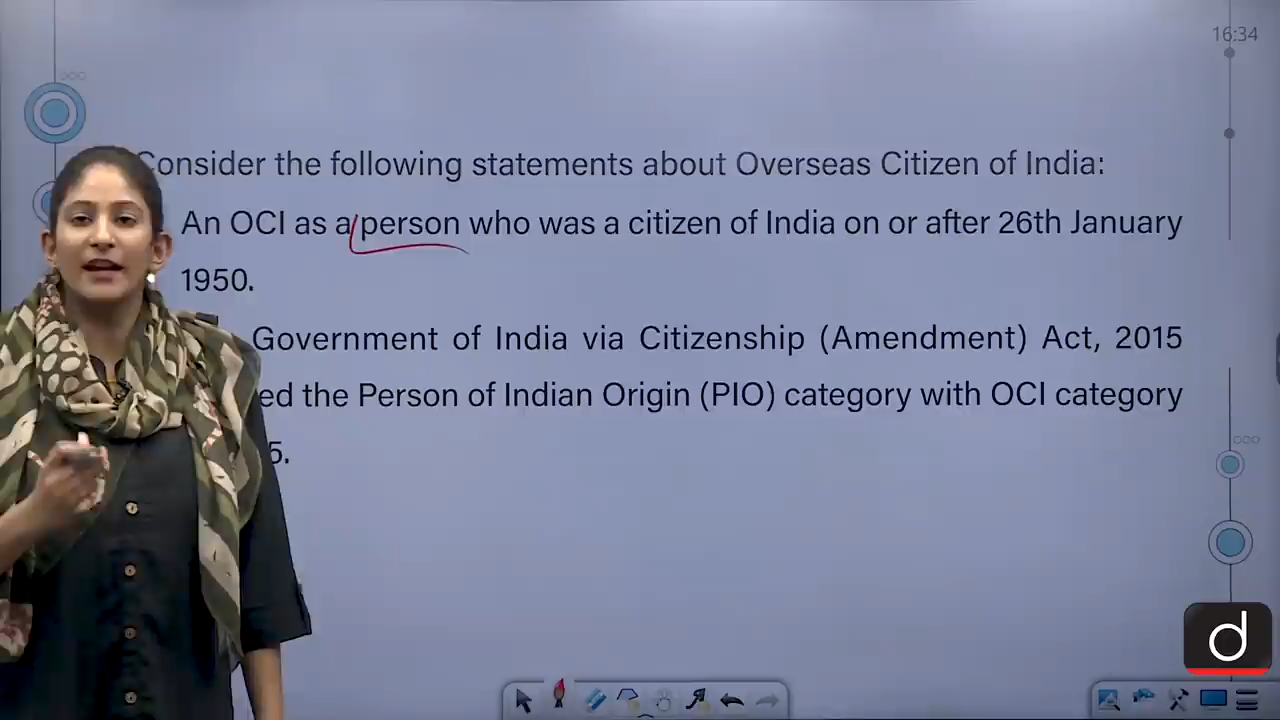 16:34
Consider the following statements about Overseas Citizen of India:
An OCI as a person who was a citizen of India on or after 26th January
1950.
Government of India via Citizenship (Amendment) Act, 2015
ed the Person of Indian Origin (PIO) category with OCI category
5.
d